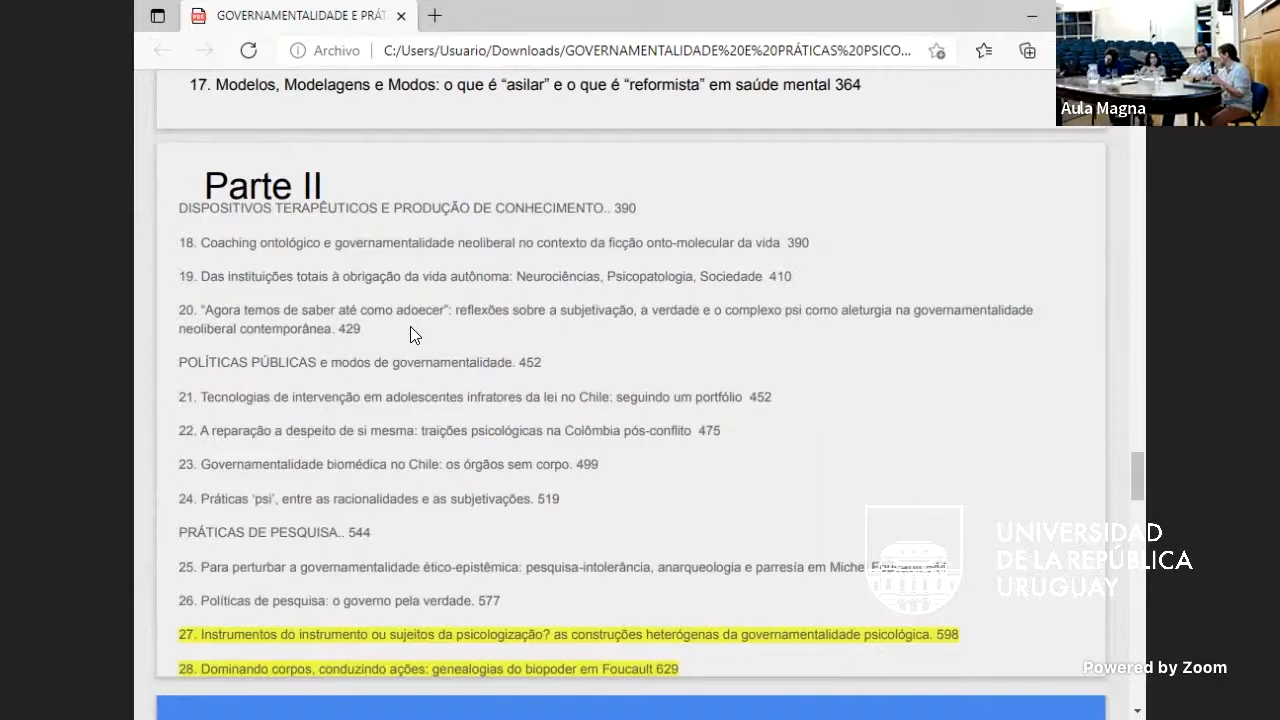 GOVERNAMENTALIDADE E PRÁT
Archivo
C:/Users/Usuario/Downloads/GOVERNAMENTALIDADE%20E%20PRÁTICAS%20PSICO...
Aula Magna
17. Modelos, Modelagens e Modos: o que é “asilar” e o que é “reformista” em saúde mental 364
Parte II
DISPOSITIVOS TERAPÊUTICOS E PRODUÇÃO DE CONHECIMENTO.. 390
18. Coaching ontológico e governamentalidade neoliberal no contexto da ficção onto-molecular da vida 390
19. Das instituições totais à obrigação da vida autônoma: Neurociências, Psicopatologia, Sociedade 410
20. “Agora temos de saber até como adoecer”: reflexões sobre a subjetivação, a verdade e o complexo psi como aleturgia na governamentalidade
neoliberal contemporânea. 429
POLÍTICAS PÚBLICAS e modos de governamentalidade. 452
21. Tecnologias de intervenção em adolescentes infratores da lei no Chile: seguindo um portfólio 452
22. A reparação a despeito de si mesma: traições psicológicas na Colômbia pós-conflito 475
23. Governamentalidade biomédica no Chile: os órgãos sem corpo. 499
24. Práticas ‘psi’, entre as racionalidades e as subjetivações. 519
PRÁTICAS DE PESQUISA.. 544
25. Para perturbar a governamentalidade ético-epistêmica: pesquisa-intolerância, anarqueologia e parresía em Miche
26. Políticas de pesquisa: o governo pela verdade. 577
27. Instrumentos do instrumento ou sujeitos da psicologização? as construções heterógenas da governamentalidade psicológica. 598
28. Dominando corpos, conduzindo ações: genealogias do biopoder em Foucault 629
UNIVERSIDAD
DE LA REPÚBLICA
URUGUAY
Powered by Zoom